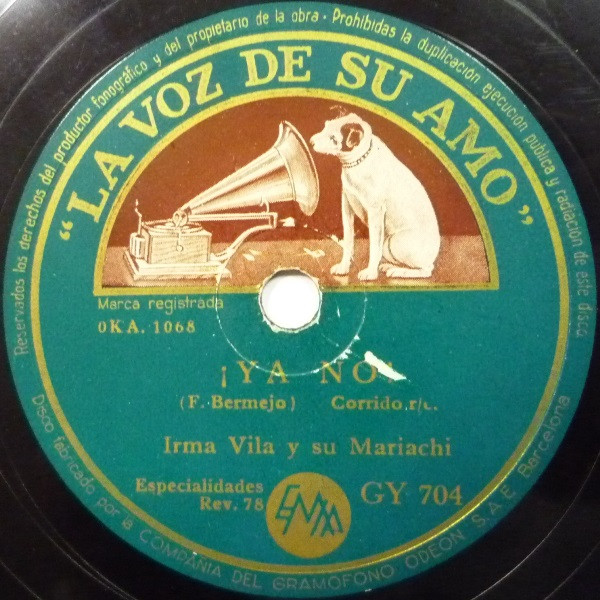 Reservados los derechos del productor fonográfico y del propietario de la obra - Prohibidas la duplicación ejecución pública y radiación de este disco
"LA VOZ DE SU AMO"
Marca registrada
OKA. 1068
¡YA NO!
(F. Bermejo) Corrido, r/c.
Irma Vila y su Mariachi
Especialidades
Rev. 78
GY 704
Disco fabricado por la COMPAÑIA DEL GRAMOFONO ODEON S.A.E Barcelona